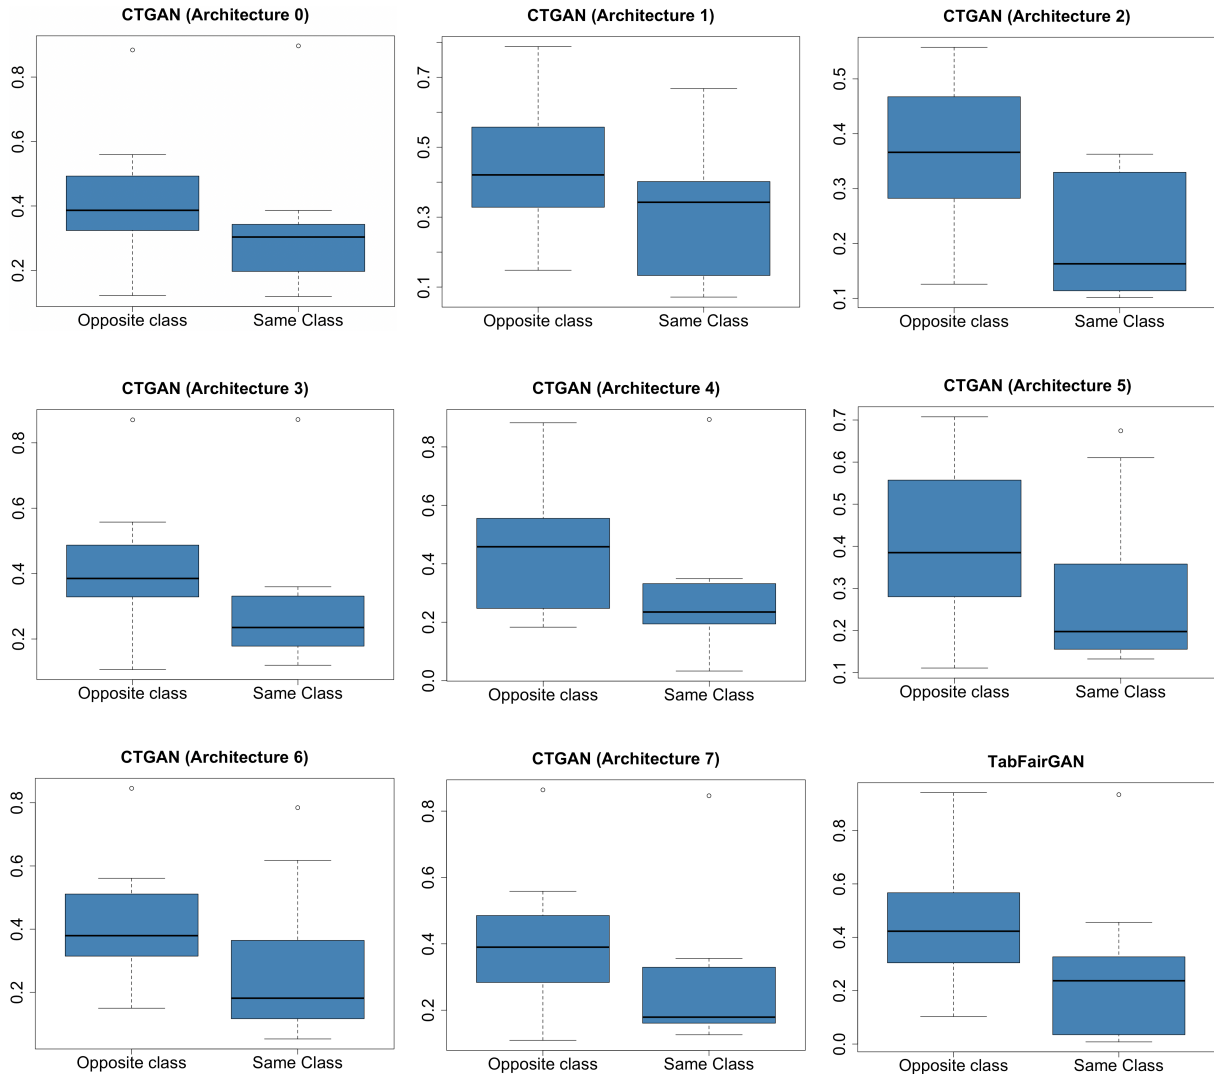 CTGAN (Architecture 0)
0.8
0.6
0.4
0.2
Opposite class
Same Class
CTGAN (Architecture 1)
0.7
0.5
0.3
0.1
Opposite class
Same Class
CTGAN (Architecture 2)
0.5
0.4
0.3
0.2
0.1
Opposite class
Same Class
CTGAN (Architecture 3)
0.8
0.6
0.4
0.2
Opposite class
Same Class
CTGAN (Architecture 4)
0.8
0.6
0.4
0.2
0.0
Opposite class
Same Class
CTGAN (Architecture 5)
0.7
0.6
0.5
0.4
0.3
0.2
0.1
Opposite class
Same Class
CTGAN (Architecture 6)
0.8
0.6
0.4
0.2
Opposite class
Same Class
CTGAN (Architecture 7)
0.8
0.6
0.4
0.2
Opposite class
Same Class
TabFairGAN
0.8
0.6
0.4
0.2
0.0
Opposite class
Same Class